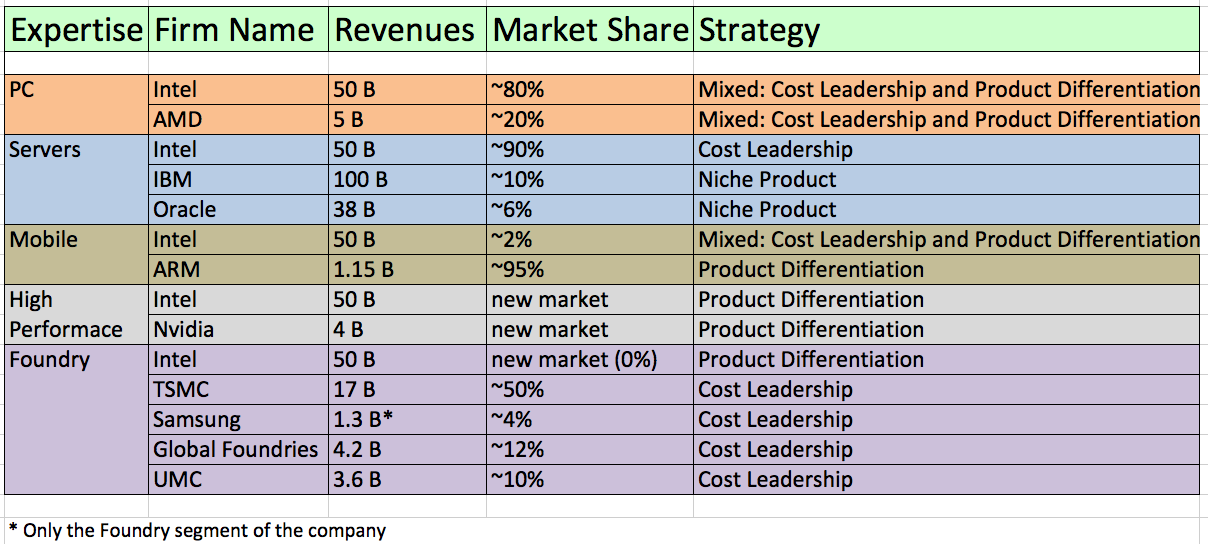 Expertise Firm Name Revenues Market Share Strategy
PC Intel 50 B ~80% Mixed: Cost Leadership and Product Differentiation
AMD 5 B ~20% Mixed: Cost Leadership and Product Differentiation
Servers Intel 50 B ~90% Cost Leadership
IBM 100 B ~10% Niche Product
Oracle 38 B ~6% Niche Product
Mobile Intel 50 B ~2% Mixed: Cost Leadership and Product Differentiation
ARM 1.15 B ~95% Product Differentiation
High Intel 50 B new market Product Differentiation
Performace Nvidia 4 B new market Product Differentiation
Foundry Intel 50 B new market (0%) Product Differentiation
TSMC 17 B ~50% Cost Leadership
Samsung 1.3 B* ~4% Cost Leadership
Global Foundries 4.2 B ~12% Cost Leadership
UMC 3.6 B ~10% Cost Leadership
* Only the Foundry segment of the company